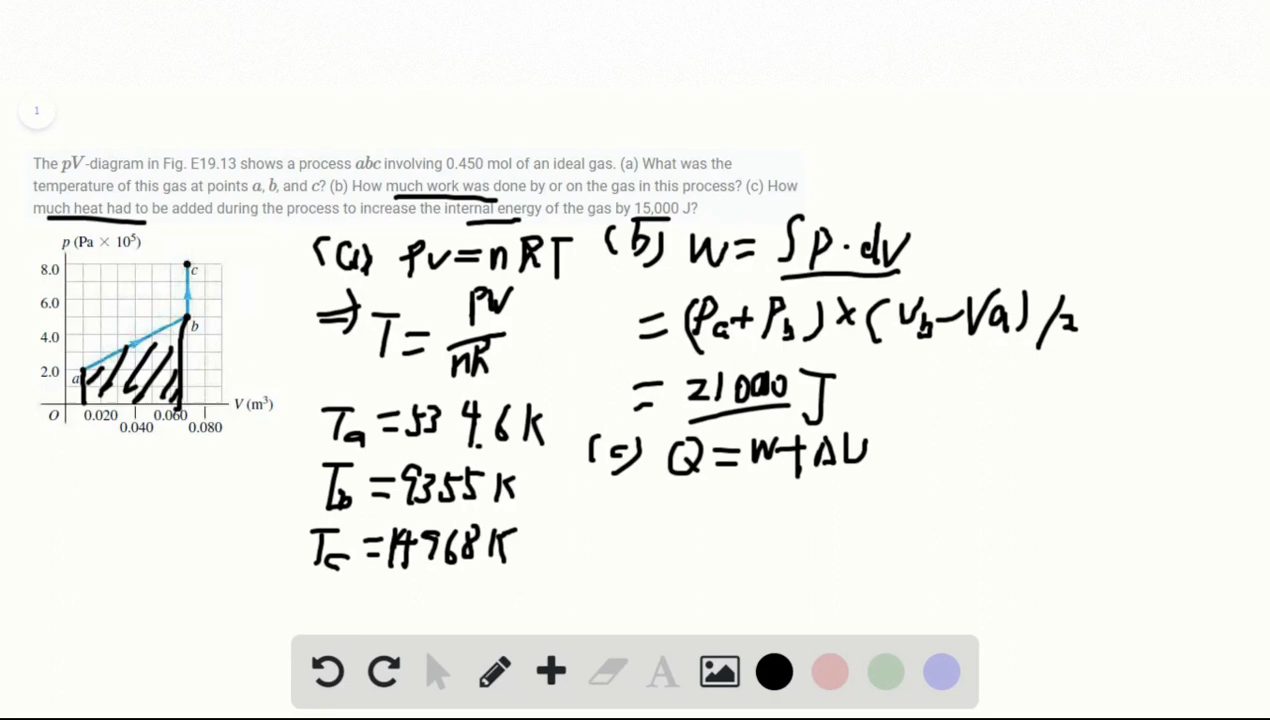 1
The pV-diagram in Fig. E19.13 shows a process abc involving 0.450 mol of an ideal gas. (a) What was the
temperature of this gas at points a, b, and c? (b) How much work was done by or on the gas in this process? (c) How
much heat had to be added during the process to increase the internal energy of the gas by 15,000 J?
p (Pa × 10⁵)
8.0
6.0
4.0
2.0
a
b
c
O
0.020
0.040
0.060
0.080
V (m³)
(a) PV = nRT
⇒ T = PV/nR
Ta = 534.6 K
Tb = 9355 K
Tc = 14968 K
(b) W = ∫P·dV
= (Pa + Pb) × (Vb - Va)/2
= 21000 J
(c) Q = W + ΔU
A